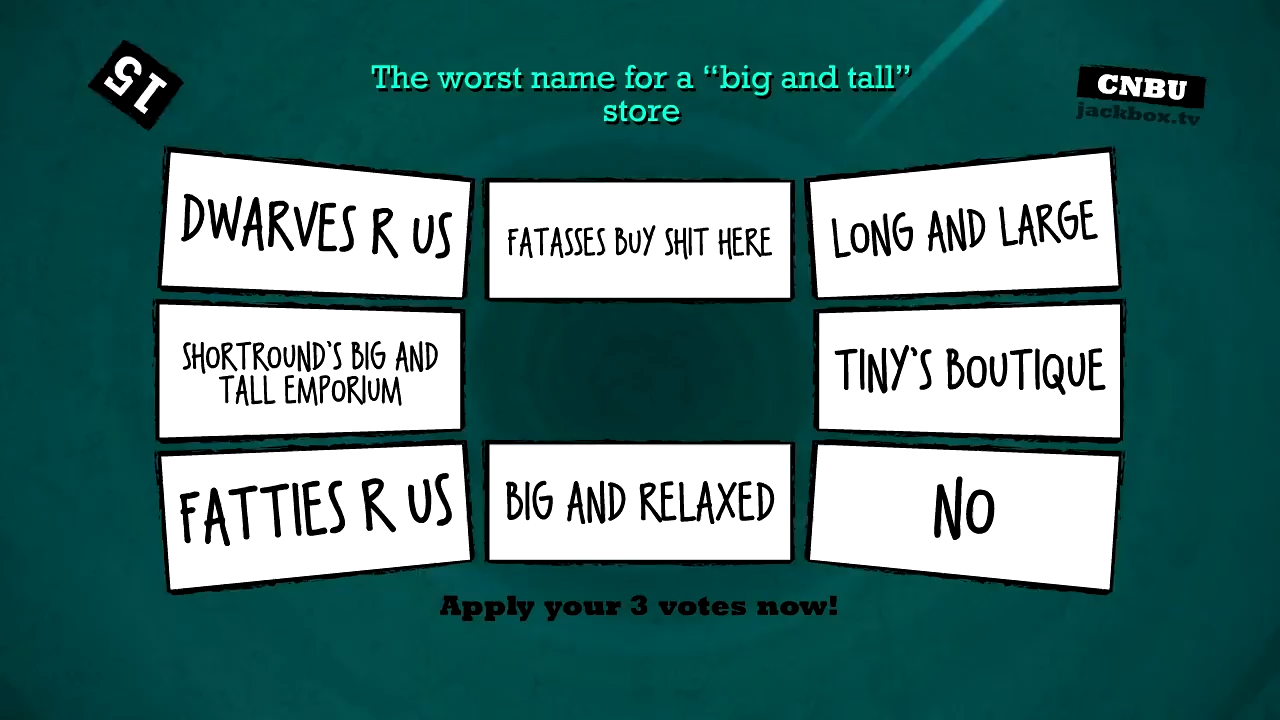 15
The worst name for a “big and tall”
store
CNBU
jackbox.tv
DWARVES R US
FATASSES BUY SHIT HERE
LONG AND LARGE
SHORTROUND'S BIG AND
TALL EMPORIUM
TINY'S BOUTIQUE
FATTIES R US
BIG AND RELAXED
NO
Apply your 3 votes now!